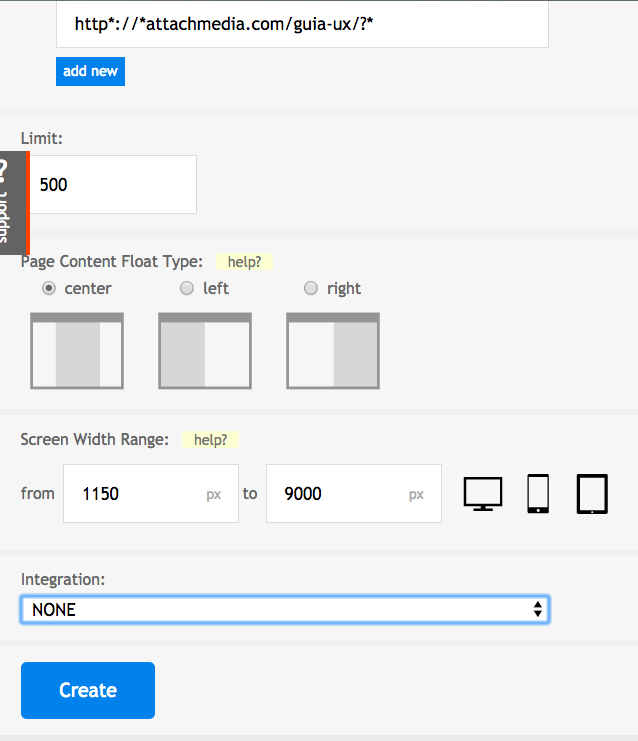 http*://*attachmedia.com/guia-ux/?*
add new
Limit:
500
support ?
Page Content Float Type: help?
center left right
Screen Width Range: help?
from 1150 px to 9000 px
Integration:
NONE
Create